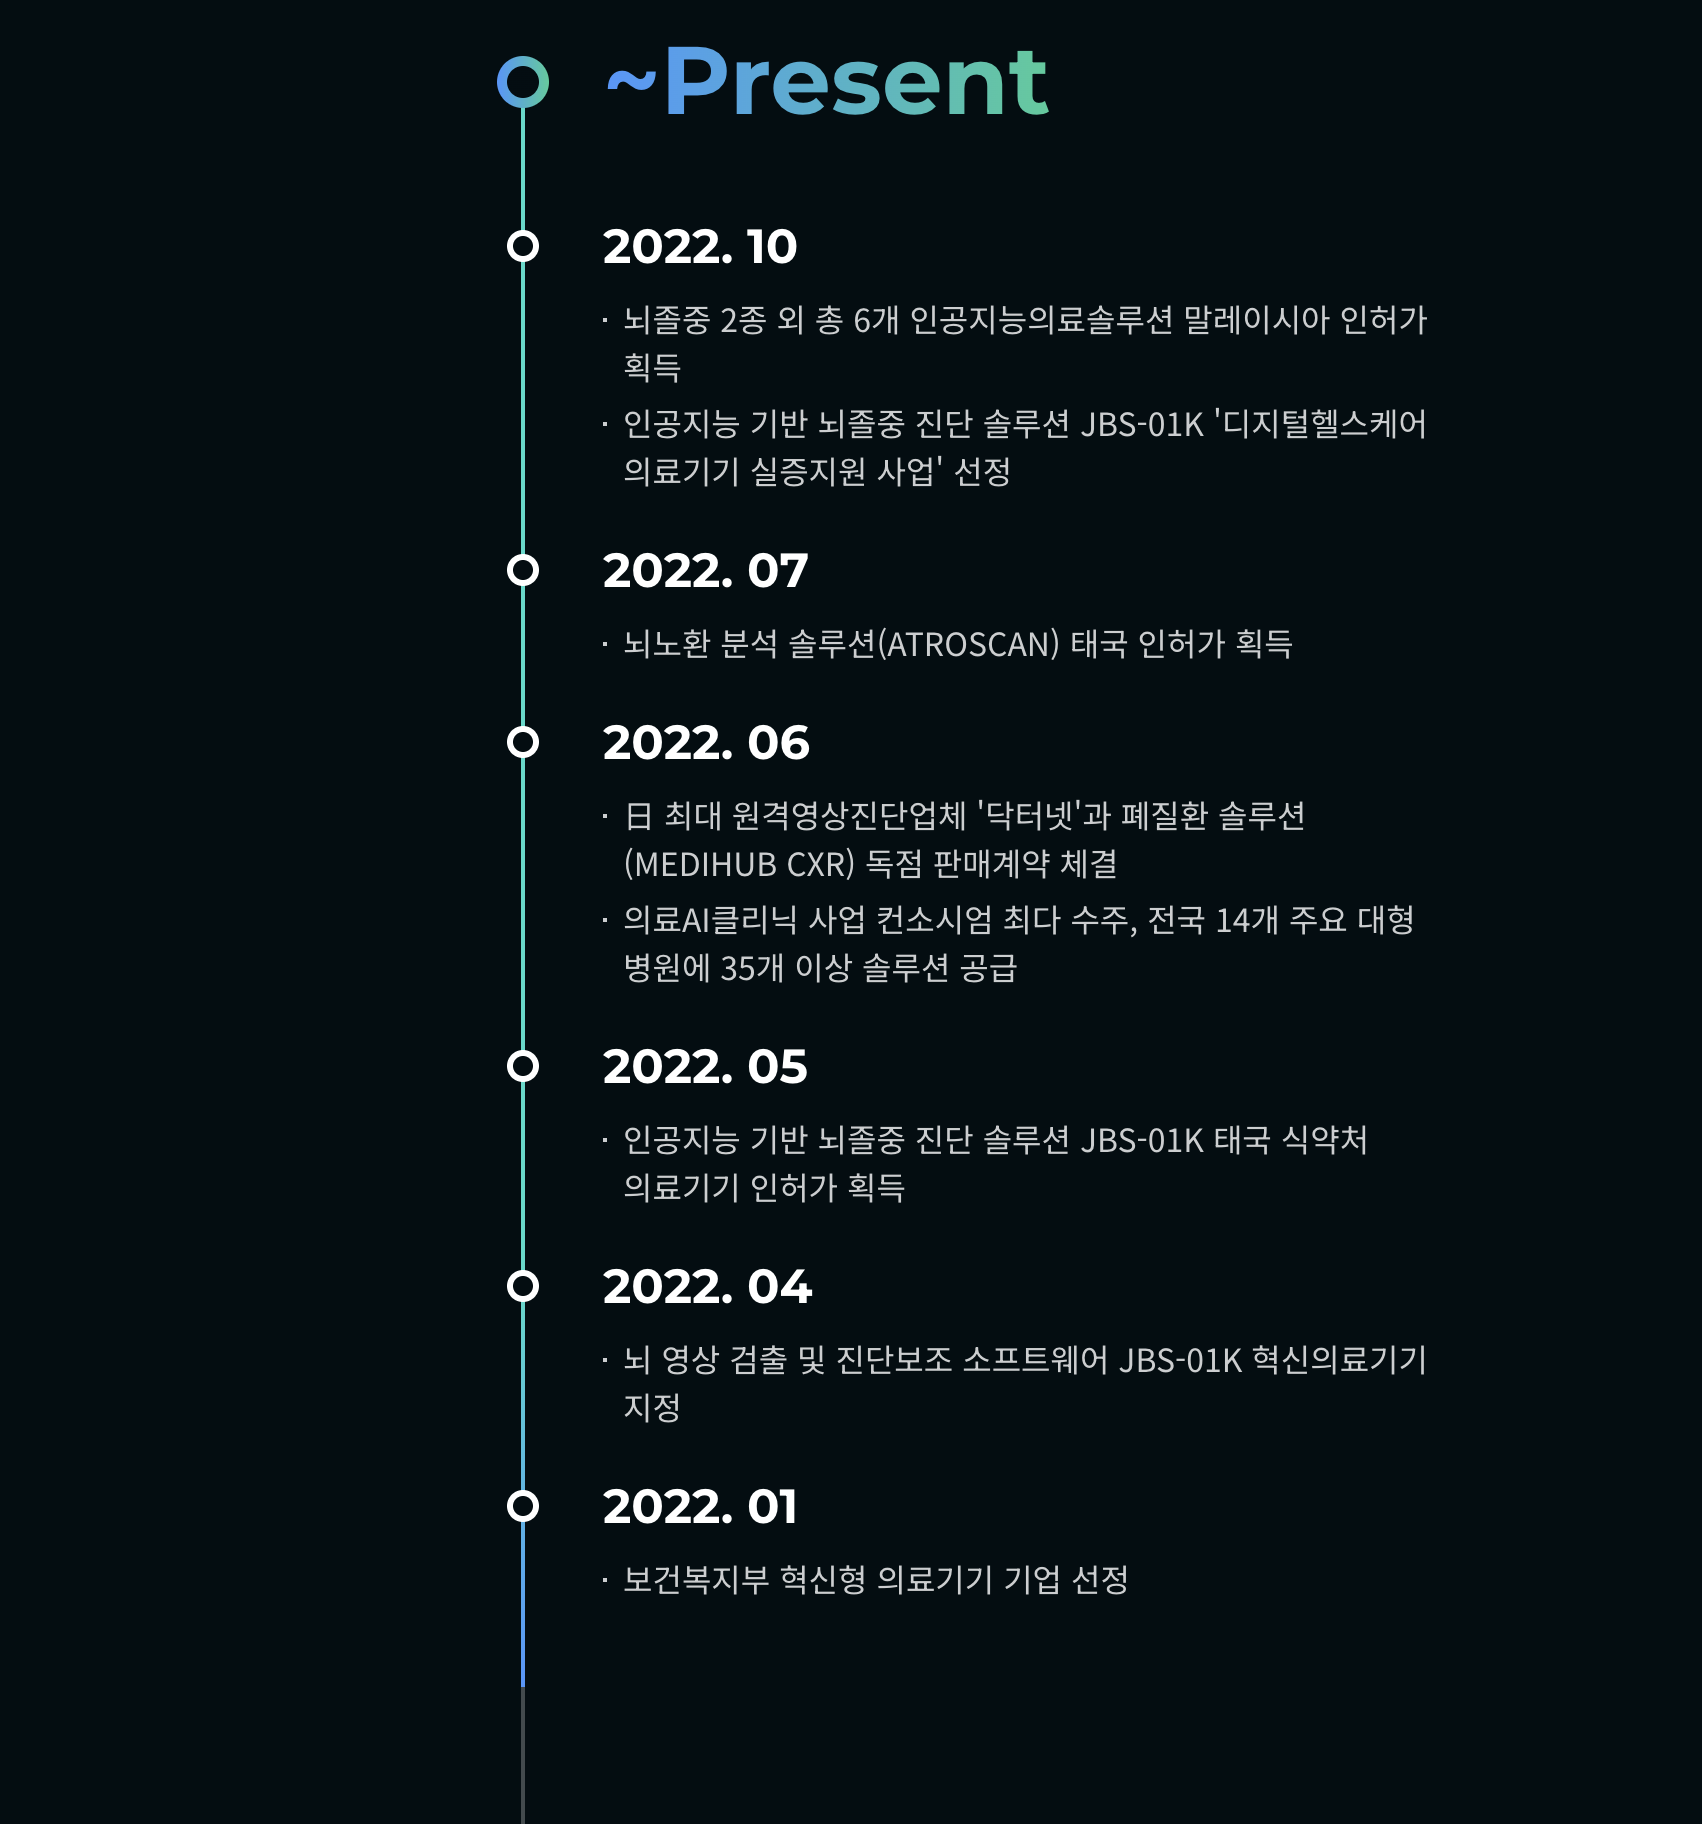 ~Present
2022. 10
· 뇌졸중 2종 외 총 6개 인공지능의료솔루션 말레이시아 인허가
획득
· 인공지능 기반 뇌졸중 진단 솔루션 JBS-01K '디지털헬스케어
의료기기 실증지원 사업' 선정
2022. 07
· 뇌노환 분석 솔루션(ATROSCAN) 태국 인허가 획득
2022. 06
· 日 최대 원격영상진단업체 '닥터넷'과 폐질환 솔루션
(MEDIHUB CXR) 독점 판매계약 체결
· 의료AI클리닉 사업 컨소시엄 최다 수주, 전국 14개 주요 대형
병원에 35개 이상 솔루션 공급
2022. 05
· 인공지능 기반 뇌졸중 진단 솔루션 JBS-01K 태국 식약처
의료기기 인허가 획득
2022. 04
· 뇌 영상 검출 및 진단보조 소프트웨어 JBS-01K 혁신의료기기
지정
2022. 01
· 보건복지부 혁신형 의료기기 기업 선정